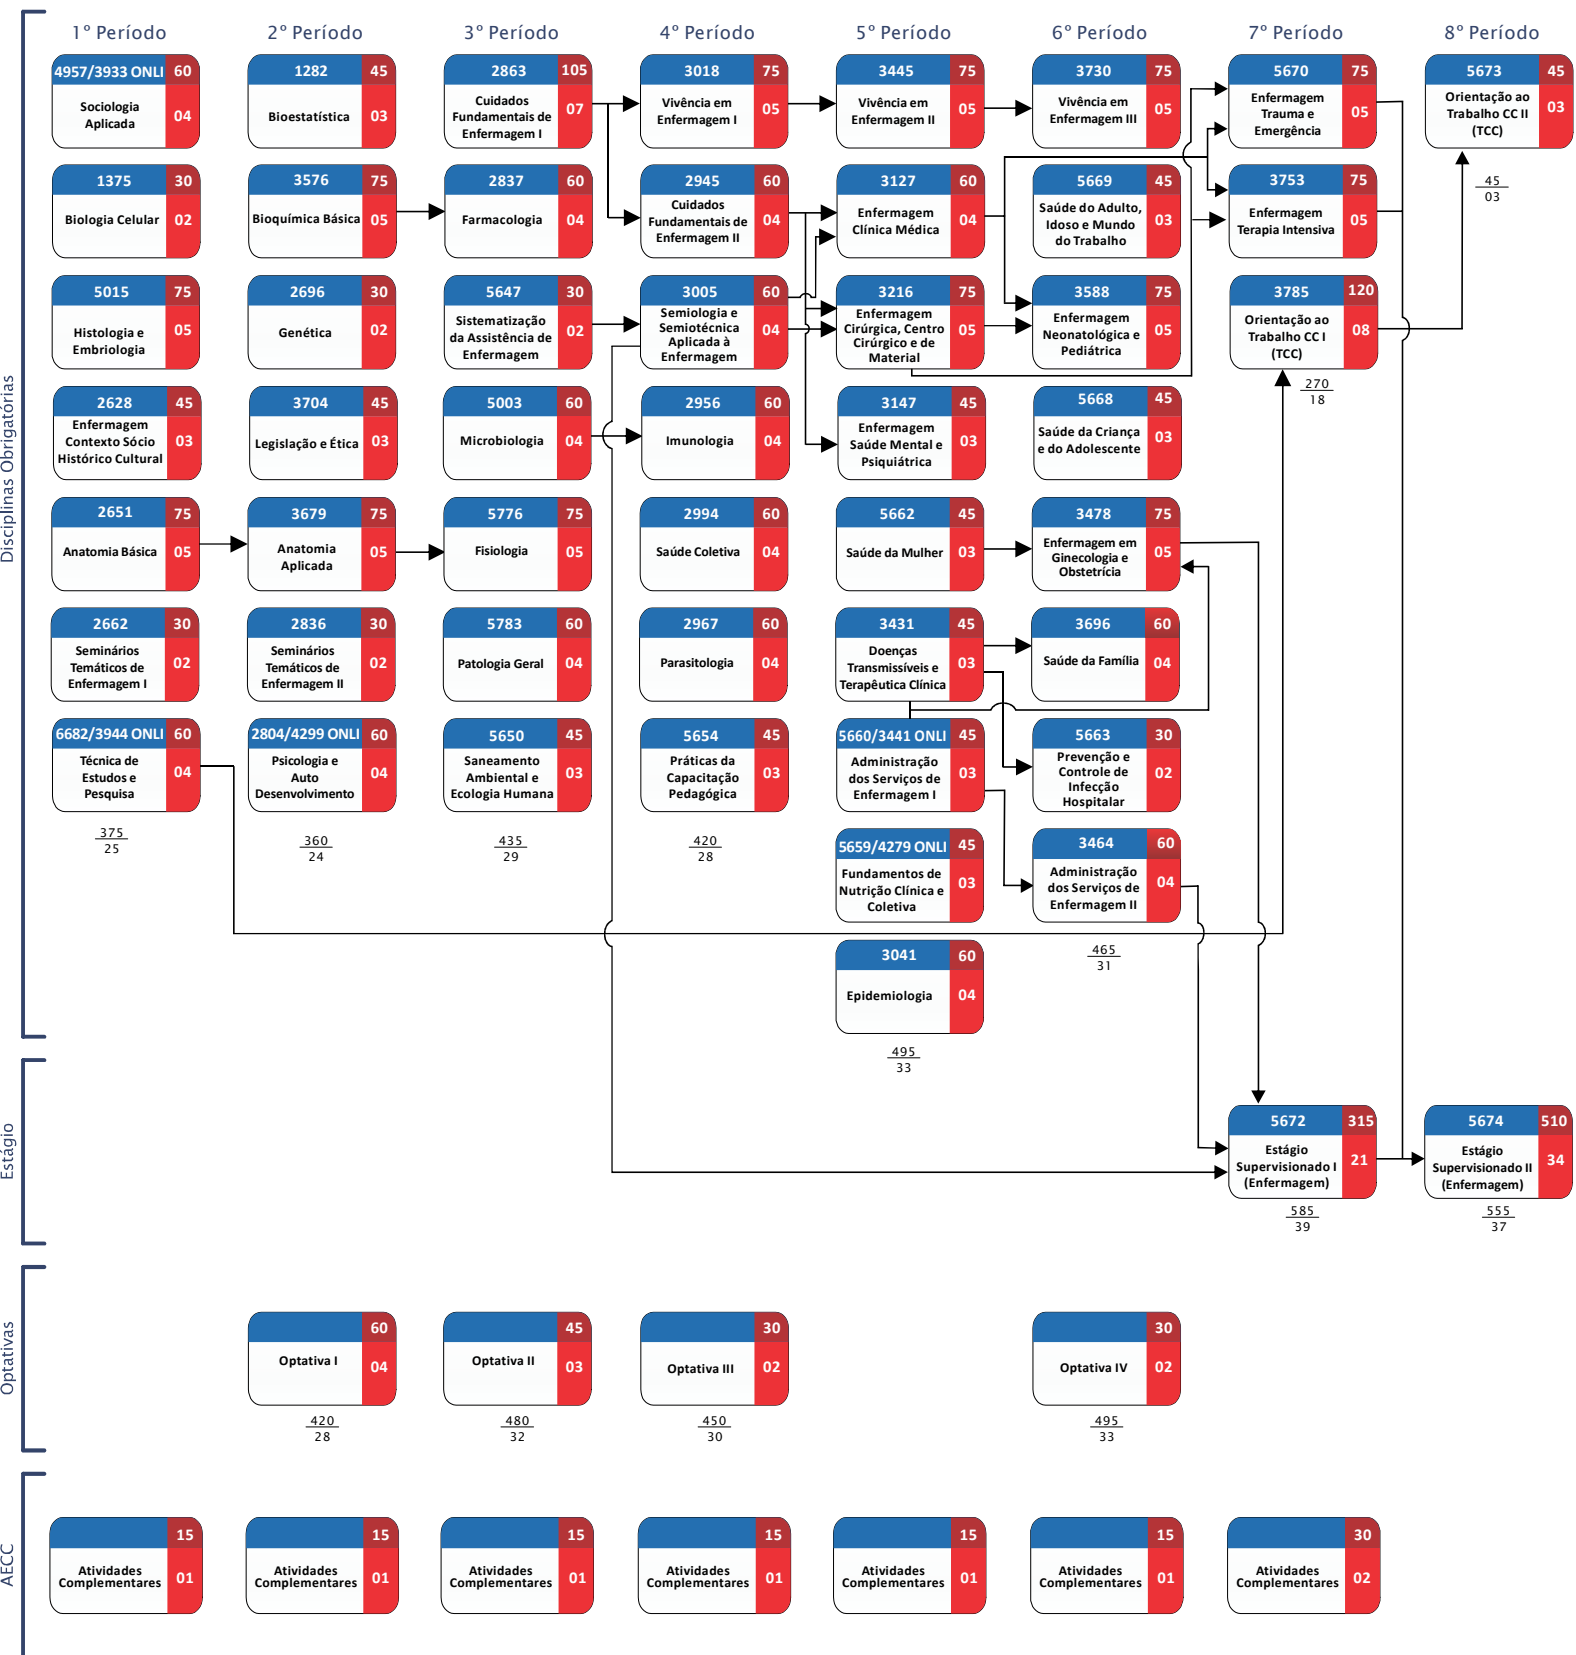 1º Período
2º Período
3º Período
4º Período
5º Período
6º Período
7º Período
8º Período
Disciplinas Obrigatórias
4957/3933 ONLI 60
Sociologia
Aplicada
04
1282 45
Bioestatística 03
2863 105
Cuidados
Fundamentais de
Enfermagem I
07
3018 75
Vivência em
Enfermagem I
05
3445 75
Vivência em
Enfermagem II
05
3730 75
Vivência em
Enfermagem III
05
5670 75
Enfermagem
Trauma e
Emergência
05
5673 45
Orientação ao
Trabalho CC II
(TCC)
03
45
03
1375 30
Biologia Celular 02
3576 75
Bioquímica Básica 05
2837 60
Farmacologia 04
2945 60
Cuidados
Fundamentais de
Enfermagem II
04
3127 60
Enfermagem
Clínica Médica
04
5669 45
Saúde do Adulto,
Idoso e Mundo
do Trabalho
03
3753 75
Enfermagem
Terapia Intensiva
05
5015 75
Histologia e
Embriologia
05
2696 30
Genética 02
5647 30
Sistematização
da Assistência de
Enfermagem
02
3005 60
Semiologia e
Semiotécnica
Aplicada à
Enfermagem
04
3216 75
Enfermagem
Cirúrgica, Centro
Cirúrgico e de
Material
05
3588 75
Enfermagem
Neonatológica e
Pediátrica
05
3785 120
Orientação ao
Trabalho CC I
(TCC)
08
270
18
2628 45
Enfermagem
Contexto Sócio
Histórico Cultural
03
3704 45
Legislação e Ética 03
5003 60
Microbiologia 04
2956 60
Imunologia 04
3147 45
Enfermagem
Saúde Mental e
Psiquiátrica
03
5668 45
Saúde da Criança
e do Adolescente
03
2651 75
Anatomia Básica 05
3679 75
Anatomia
Aplicada
05
5776 75
Fisiologia 05
2994 60
Saúde Coletiva 04
5662 45
Saúde da Mulher 03
3478 75
Enfermagem em
Ginecologia e
Obstetrícia
05
2662 30
Seminários
Temáticos de
Enfermagem I
02
2836 30
Seminários
Temáticos de
Enfermagem II
02
5783 60
Patologia Geral 04
2967 60
Parasitologia 04
3431 45
Doenças
Transmissíveis e
Terapêutica Clínica
03
3696 60
Saúde da Família 04
6682/3944 ONLI 60
Técnica de
Estudos e
Pesquisa
04
2804/4299 ONLI 60
Psicologia e
Auto
Desenvolvimento
04
5650 45
Saneamento
Ambiental e
Ecologia Humana
03
5654 45
Práticas da
Capacitação
Pedagógica
03
5660/3441 ONLI 45
Administração
dos Serviços de
Enfermagem I
03
5663 30
Prevenção e
Controle de
Infecção
Hospitalar
02
375
25
360
24
435
29
420
28
5659/4279 ONLI 45
Fundamentos de
Nutrição Clínica e
Coletiva
03
3464 60
Administração
dos Serviços de
Enfermagem II
04
465
31
3041 60
Epidemiologia 04
495
33
Estágio
5672 315
Estágio
Supervisionado I
(Enfermagem)
21
585
39
5674 510
Estágio
Supervisionado II
(Enfermagem)
34
555
37
Optativas
60
Optativa I 04
420
28
45
Optativa II 03
480
32
30
Optativa III 02
450
30
30
Optativa IV 02
495
33
AECC
15
Atividades
Complementares
01
15
Atividades
Complementares
01
15
Atividades
Complementares
01
15
Atividades
Complementares
01
15
Atividades
Complementares
01
15
Atividades
Complementares
01
30
Atividades
Complementares
02